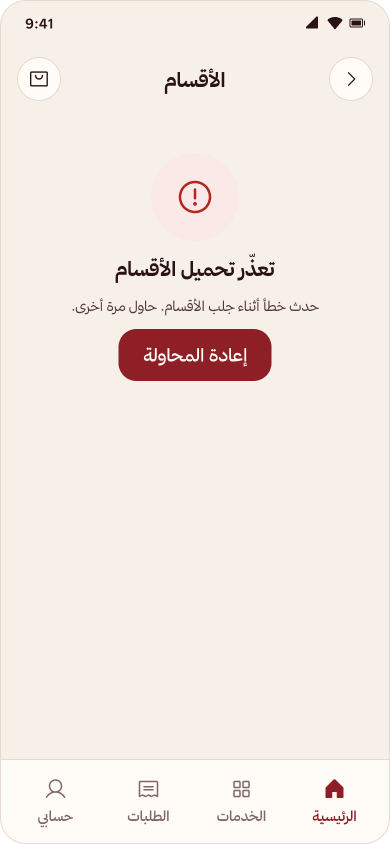 9:41
الأقسام
تعذّر تحميل الأقسام
حدث خطأ أثناء جلب الأقسام. حاول مرة أخرى.
إعادة المحاولة
الرئيسية
الخدمات
الطلبات
حسابي